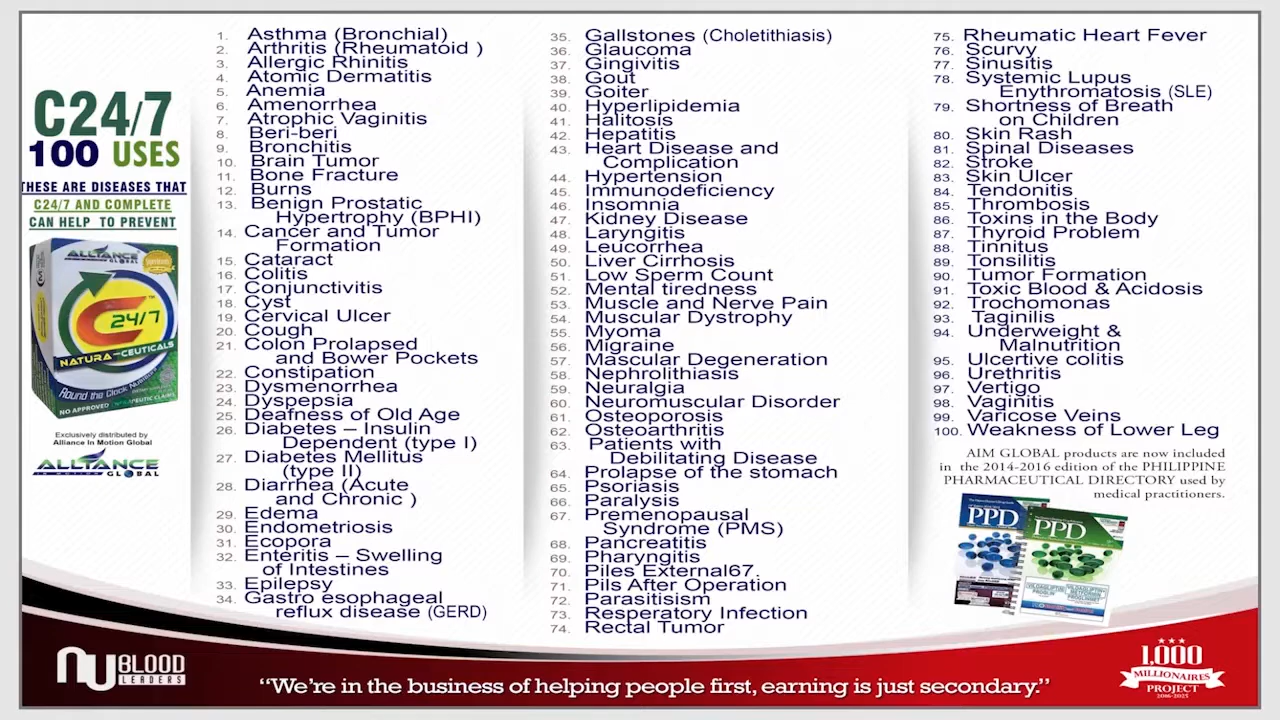 C24/7
100 USES
THESE ARE DISEASES THAT
C24/7 AND COMPLETE
CAN HELP TO PREVENT
ALLIANCE
GLOBAL
C 24/7
NATURA-CEUTICALS
Round the Clock Nutrition
NO APPROVED THERAPEUTIC CLAIMS
Exclusively distributed by
Alliance In Motion Global
ALLIANCE
IN MOTION GLOBAL
1. Asthma (Bronchial)
2. Arthritis (Rheumatoid )
3. Allergic Rhinitis
4. Atomic Dermatitis
5. Anemia
6. Amenorrhea
7. Atrophic Vaginitis
8. Beri-beri
9. Bronchitis
10. Brain Tumor
11. Bone Fracture
12. Burns
13. Benign Prostatic
Hypertrophy (BPHI)
14. Cancer and Tumor
Formation
15. Cataract
16. Colitis
17. Conjunctivitis
18. Cyst
19. Cervical Ulcer
20. Cough
21. Colon Prolapsed
and Bower Pockets
22. Constipation
23. Dysmenorrhea
24. Dyspepsia
25. Deafness of Old Age
26. Diabetes – Insulin
Dependent (type I)
27. Diabetes Mellitus
(type II)
28. Diarrhea (Acute
and Chronic )
29. Edema
30. Endometriosis
31. Ecopora
32. Enteritis – Swelling
of Intestines
33. Epilepsy
34. Gastro Esophageal
reflux disease (GERD)
35. Gallstones (Choletithiasis)
36. Glaucoma
37. Gingivitis
38. Gout
39. Goiter
40. Hyperlipidemia
41. Halitosis
42. Hepatitis
43. Heart Disease and
Complication
44. Hypertension
45. Immunodeficiency
46. Insomnia
47. Kidney Disease
48. Laryngitis
49. Leucorrhea
50. Liver Cirrhosis
51. Low Sperm Count
52. Mental tiredness
53. Muscle and Nerve Pain
54. Muscular Dystrophy
55. Myoma
56. Migraine
57. Mascular Degeneration
58. Nephrolithiasis
59. Neuralgia
60. Neuromuscular Disorder
61. Osteoporosis
62. Osteoarthritis
63. Patients with
Debilitating Disease
64. Prolapse of the stomach
65. Psoriasis
66. Paralysis
67. Premenopausal
Syndrome (PMS)
68. Pancreatitis
69. Pharyngitis
70. Piles External67.
71. Pils After Operation
72. Parasitisism
73. Resperatory Infection
74. Rectal Tumor
75. Rheumatic Heart Fever
76. Scurvy
77. Sinusitis
78. Systemic Lupus
Enythromatosis (SLE)
79. Shortness of Breath
on Children
80. Skin Rash
81. Spinal Diseases
82. Stroke
83. Skin Ulcer
84. Tendonitis
85. Thrombosis
86. Toxins in the Body
87. Thyroid Problem
88. Tinnitus
89. Tonsilitis
90. Tumor Formation
91. Toxic Blood & Acidosis
92. Trochomonas
93. Taginilis
94. Underweight &
Malnutrition
95. Ulcertive colitis
96. Urethritis
97. Vertigo
98. Vaginitis
99. Varicose Veins
100. Weakness of Lower Leg
AIM GLOBAL products are now included
in the 2014-2016 edition of the PHILIPPINE
PHARMACEUTICAL DIRECTORY used by
medical practitioners.
PPD
PPD
NU BLOOD
LEADERS
“We’re in the business of helping people first, earning is just secondary.”
1,000
MILLIONAIRES
PROJECT
2016-2025